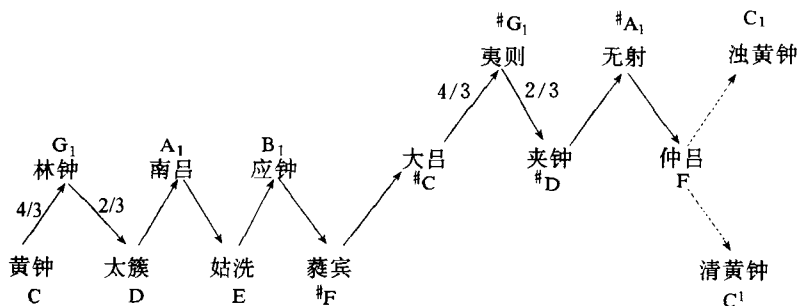 #G1 #A1 C1
夷则 无射 浊黄钟
4/3 2/3
G1 A1 B1
林钟 南吕 应钟 大吕 夹钟 仲吕
#C #D F
4/3 2/3
黄钟 太簇 姑洗 蕤宾 清黄钟
C D E #F C1